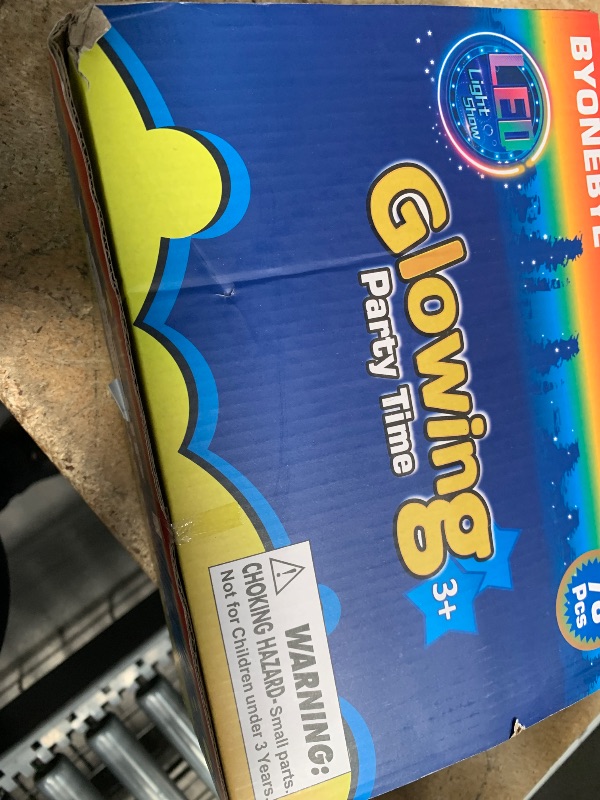 BYONEBYE
LED
Light
Show
Glowing
Party Time
3+
pcs
WARNING:
CHOKING HAZARD-Small parts.
Not for Children under 3 Years.